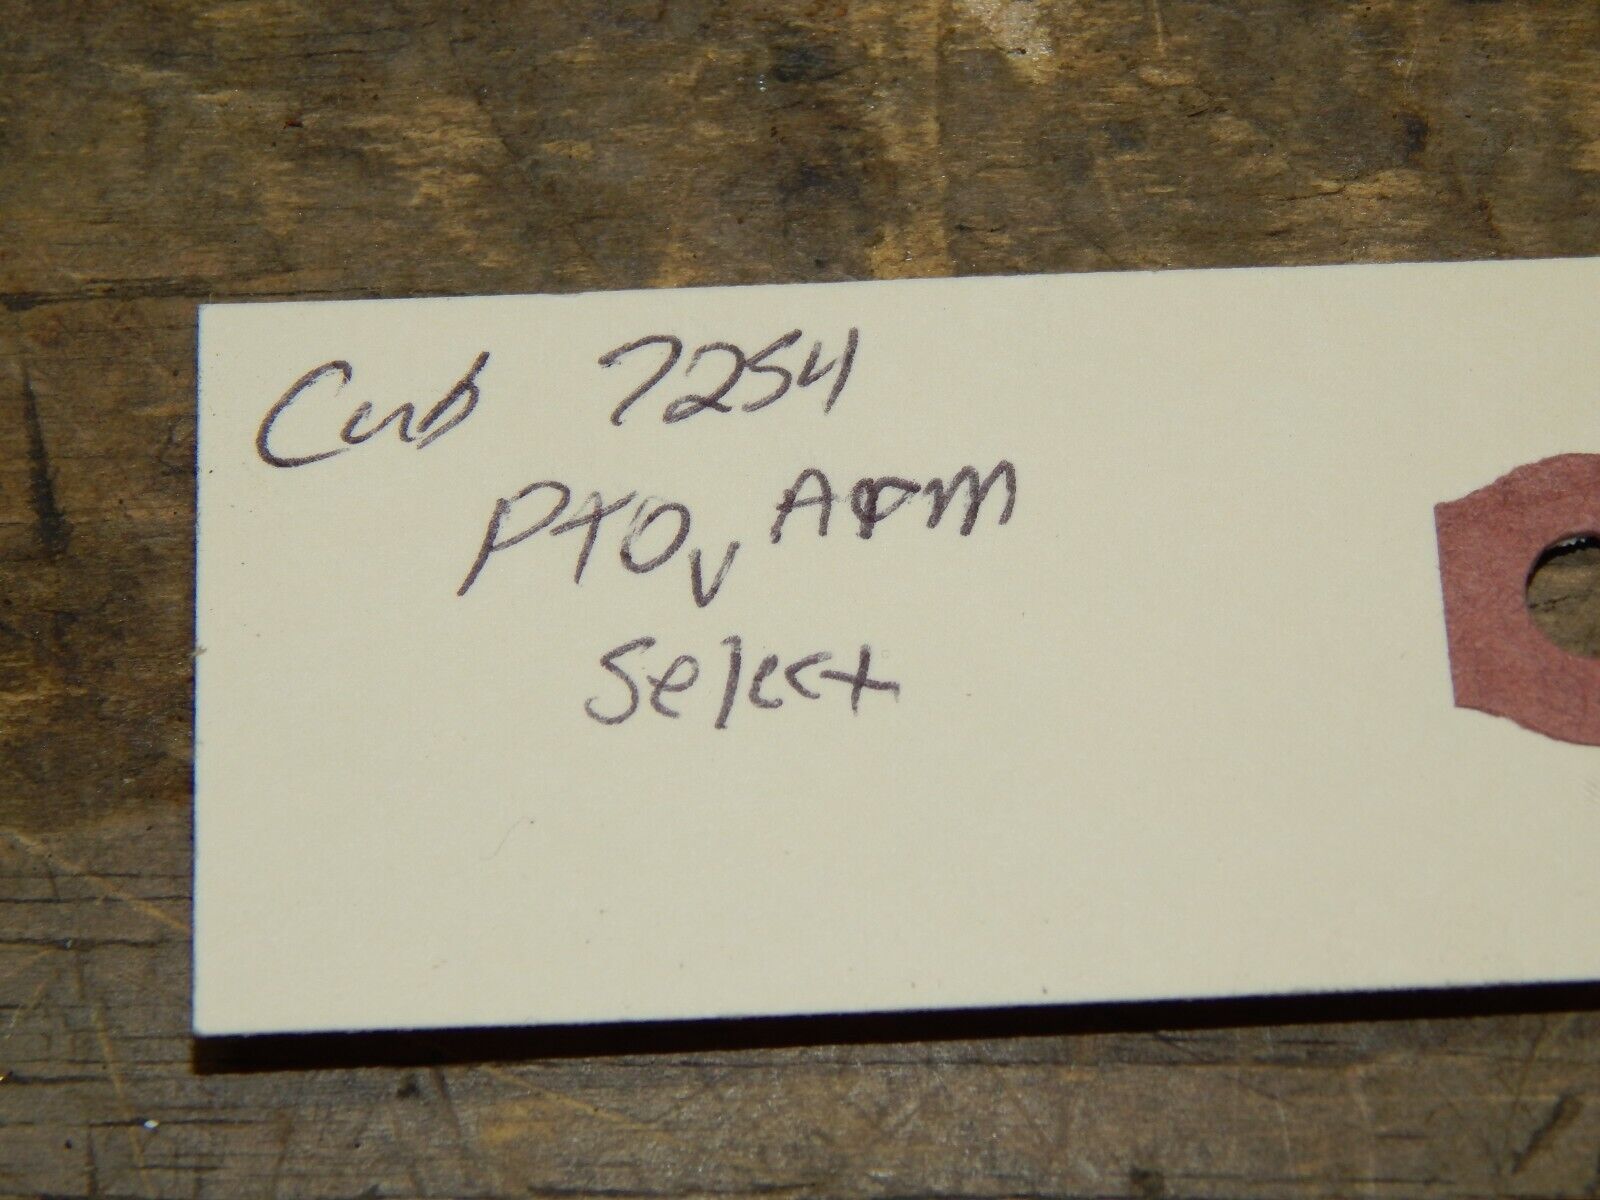 Cub 7254
PTO v Arm
Select